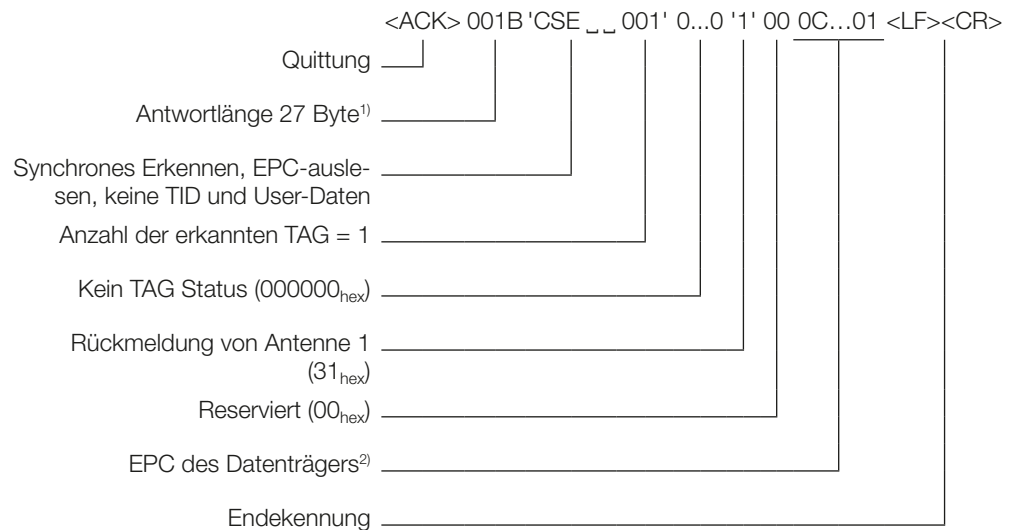 <ACK> 001B 'CSE ␣ ␣ 001' 0...0 '1' 00 0C…01 <LF><CR>
Quittung
Antwortlänge 27 Byte1)
Synchrones Erkennen, EPC-ausle-
sen, keine TID und User-Daten
Anzahl der erkannten TAG = 1
Kein TAG Status (000000hex)
Rückmeldung von Antenne 1
(31hex)
Reserviert (00hex)
EPC des Datenträgers2)
Endekennung